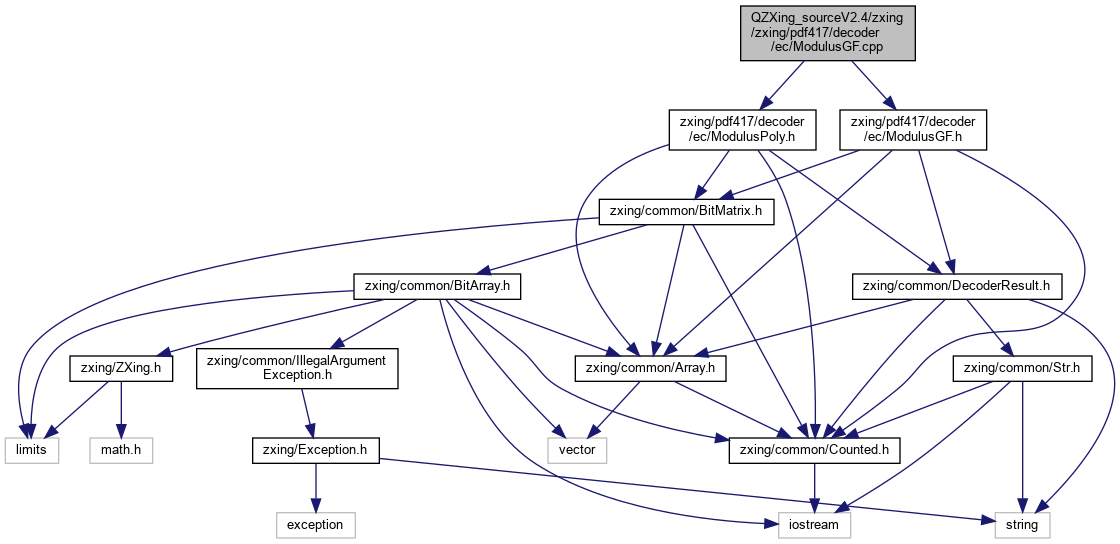 QZXing_sourceV2.4/zxing
/zxing/pdf417/decoder
/ec/ModulusGF.cpp
zxing/pdf417/decoder
/ec/ModulusPoly.h
zxing/pdf417/decoder
/ec/ModulusGF.h
zxing/common/BitMatrix.h
zxing/common/BitArray.h
zxing/common/DecoderResult.h
zxing/ZXing.h
zxing/common/IllegalArgument
Exception.h
zxing/common/Array.h
zxing/common/Str.h
limits
math.h
zxing/Exception.h
vector
zxing/common/Counted.h
exception
iostream
string